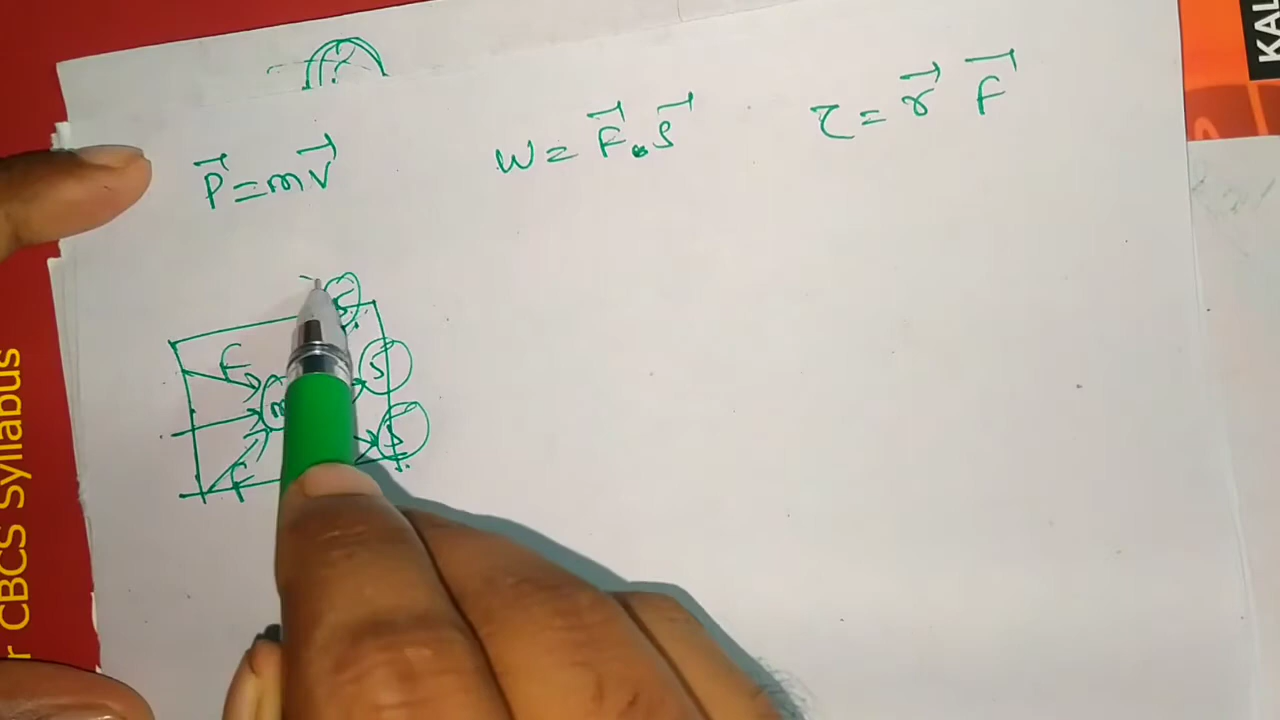 P⃗ = mV⃗
W = F⃗ . S⃗
τ = r⃗ F⃗
F
m
S
S
F
r CBCS Syllabus
KAL